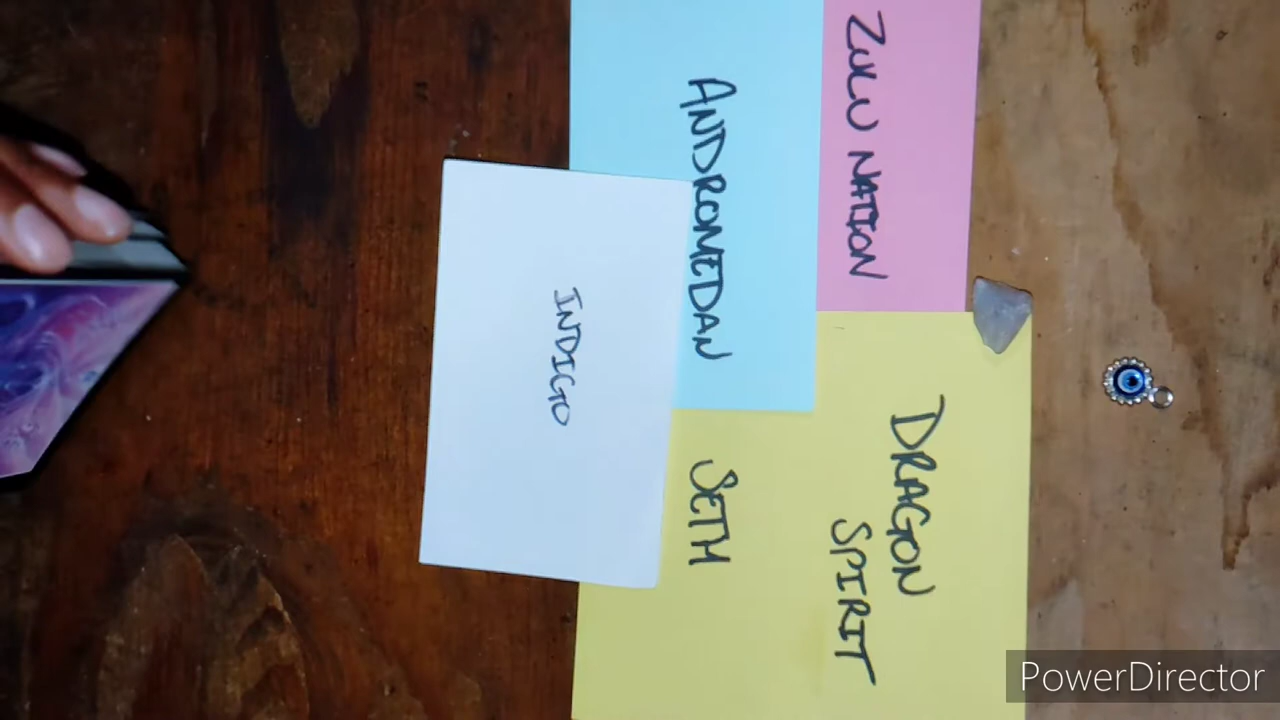 ZULU NATION
ANDROMEDAN
INDIGO
DRAGON
SPIRIT
SETH
PowerDirector